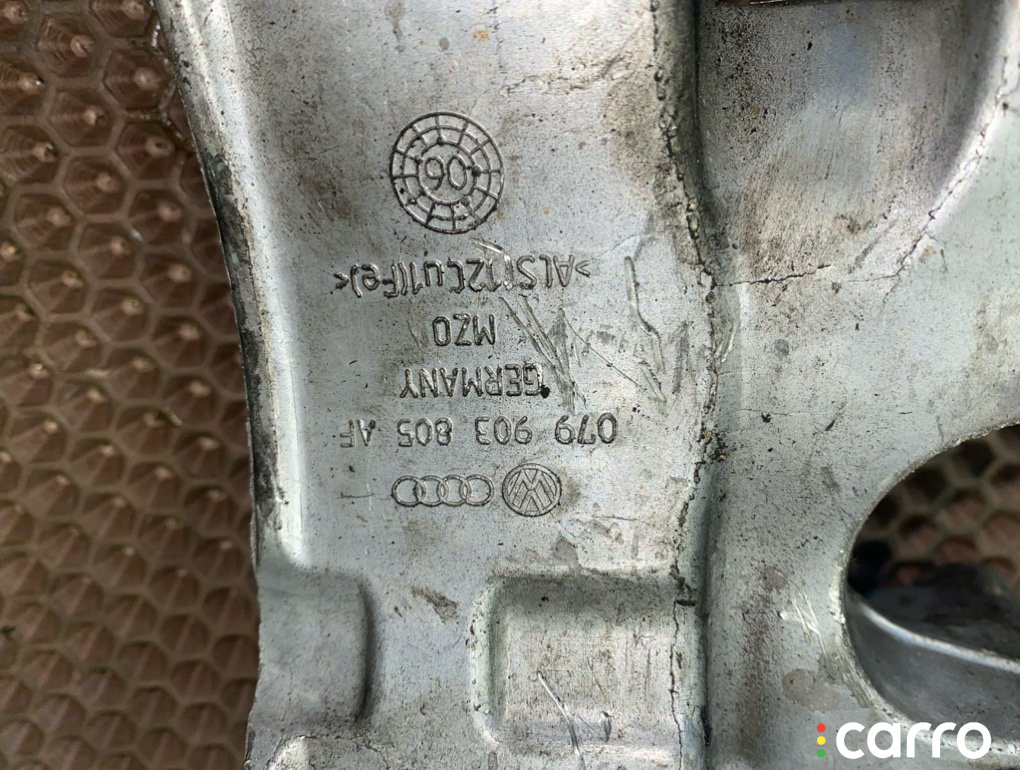 079 903 805 AF
GERMANY
MZO
>ALSi12Cu1(Fe)<
06
carro